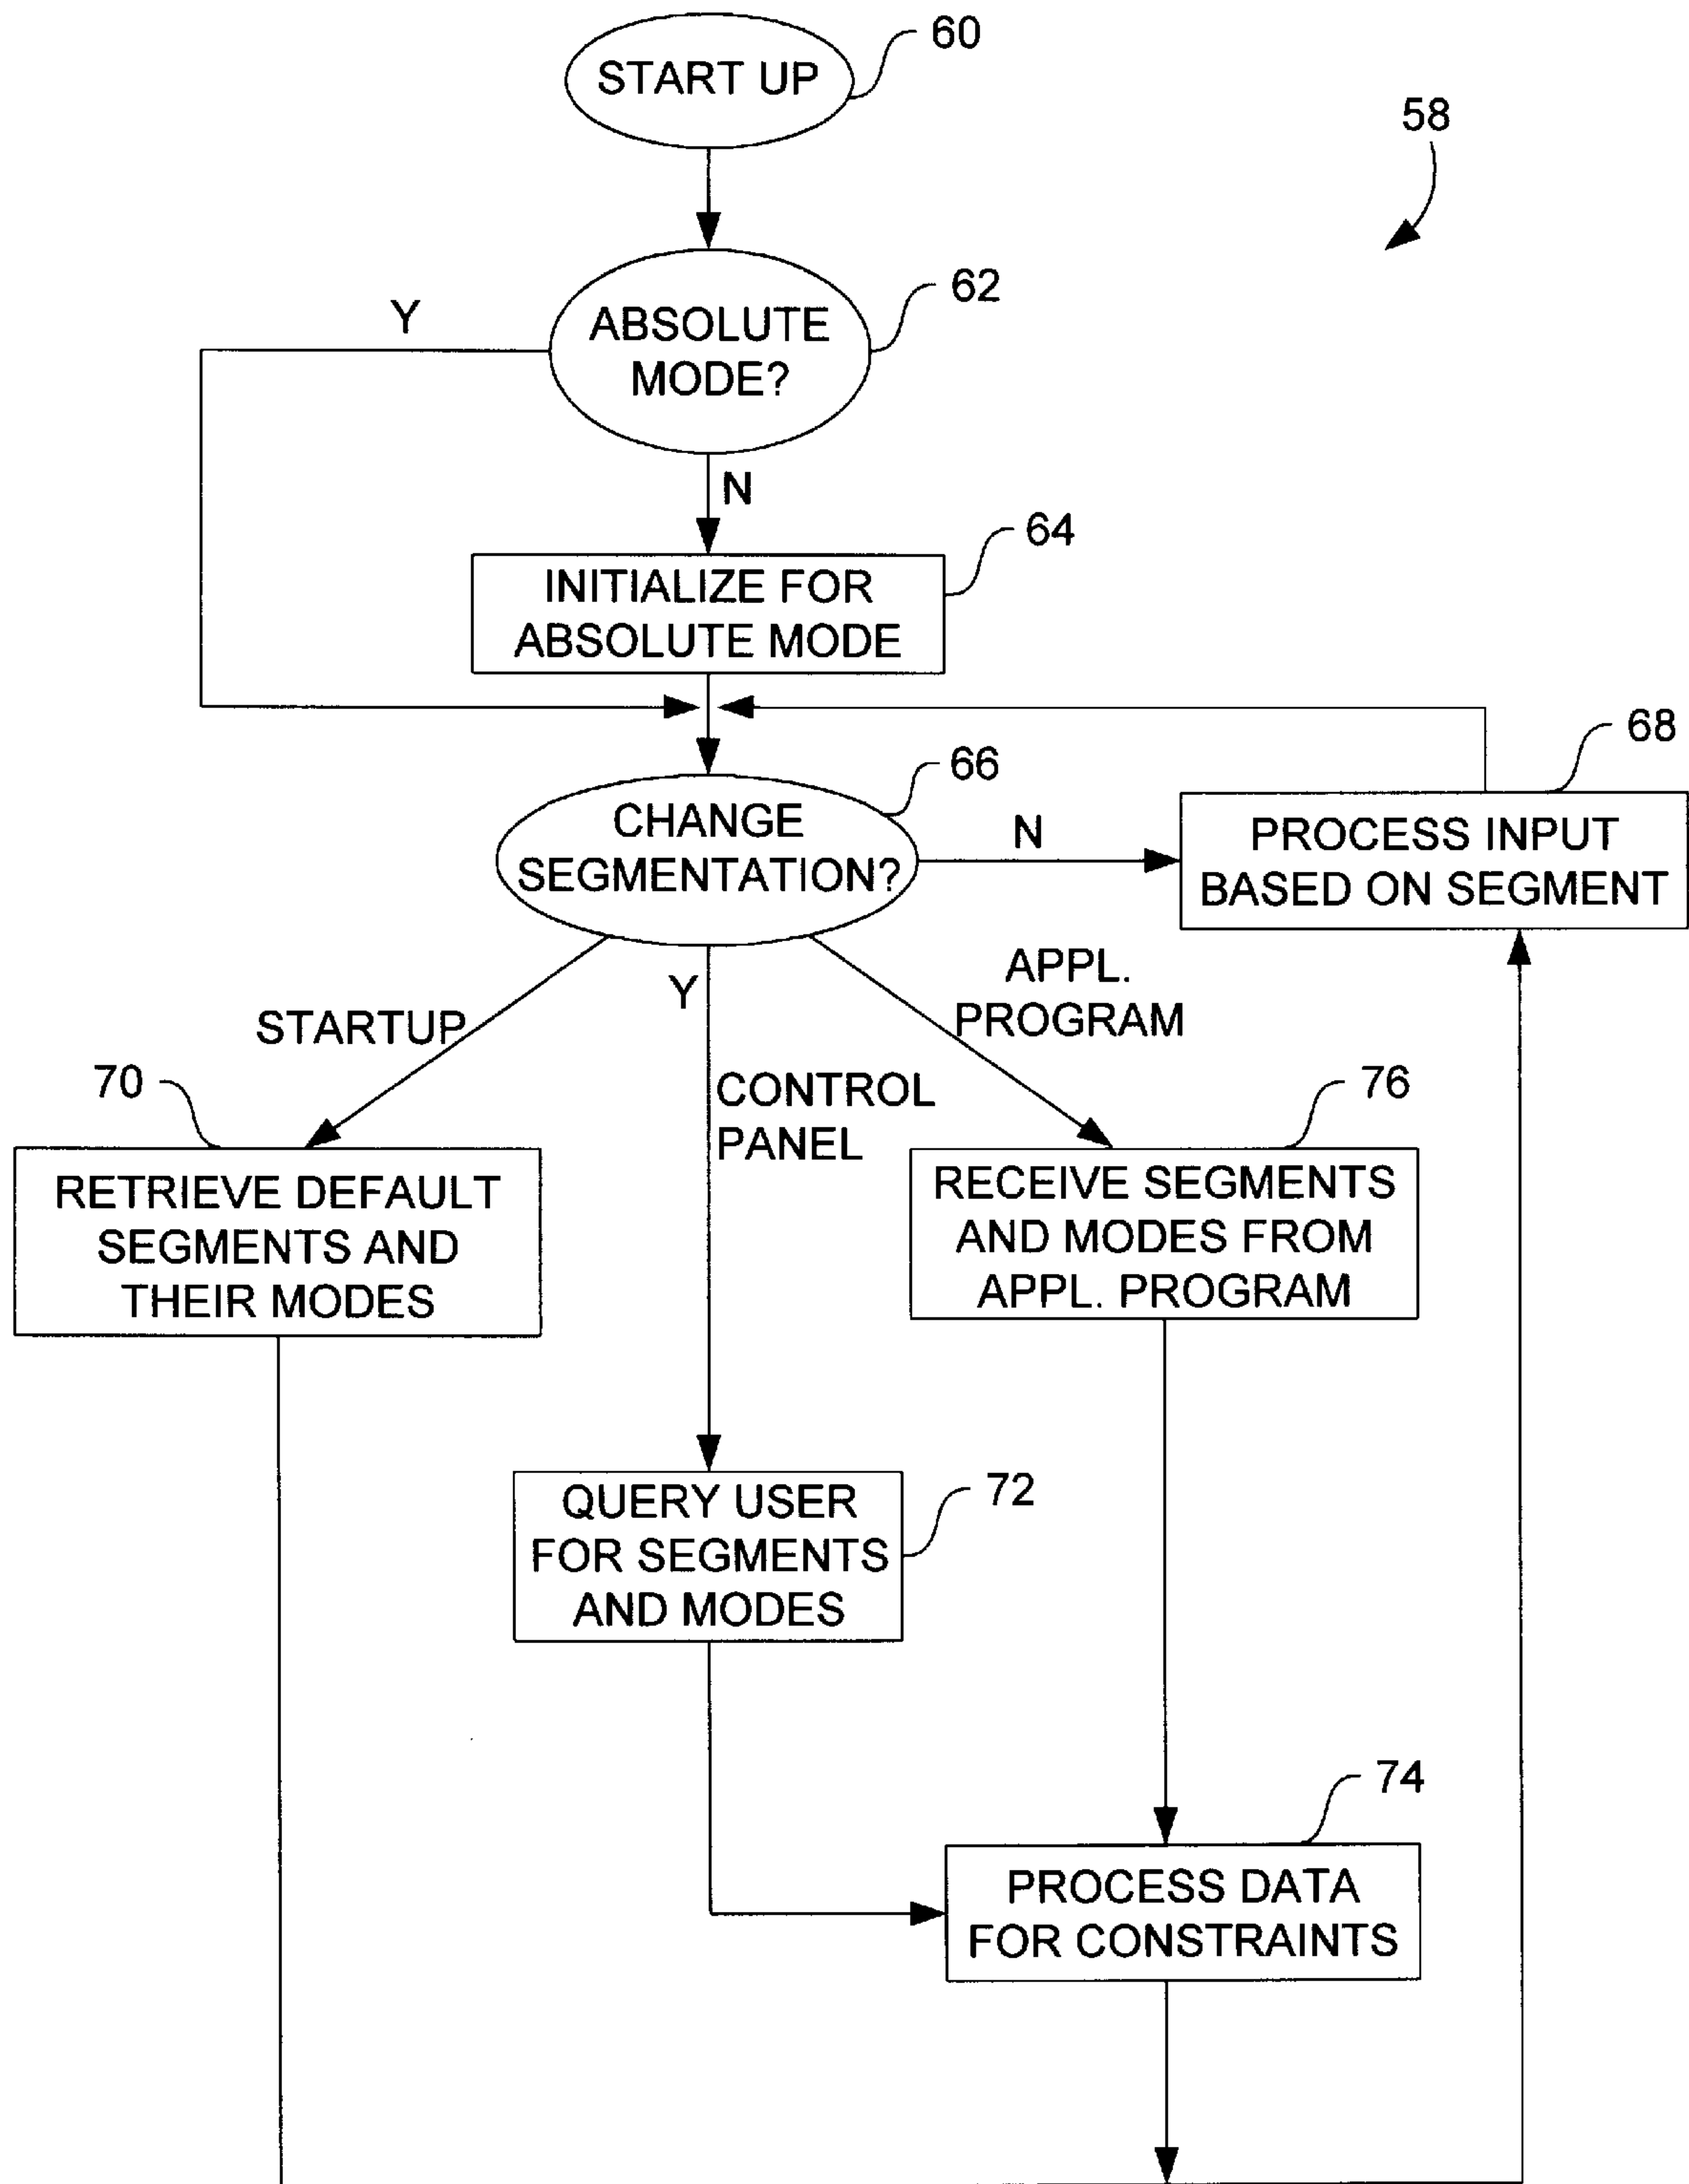 START UP
60
58
ABSOLUTE
MODE?
62
Y
N
INITIALIZE FOR
ABSOLUTE MODE
64
CHANGE
SEGMENTATION?
66
N
PROCESS INPUT
BASED ON SEGMENT
68
STARTUP
Y
CONTROL
PANEL
APPL.
PROGRAM
70
RETRIEVE DEFAULT
SEGMENTS AND
THEIR MODES
76
RECEIVE SEGMENTS
AND MODES FROM
APPL. PROGRAM
QUERY USER
FOR SEGMENTS
AND MODES
72
74
PROCESS DATA
FOR CONSTRAINTS